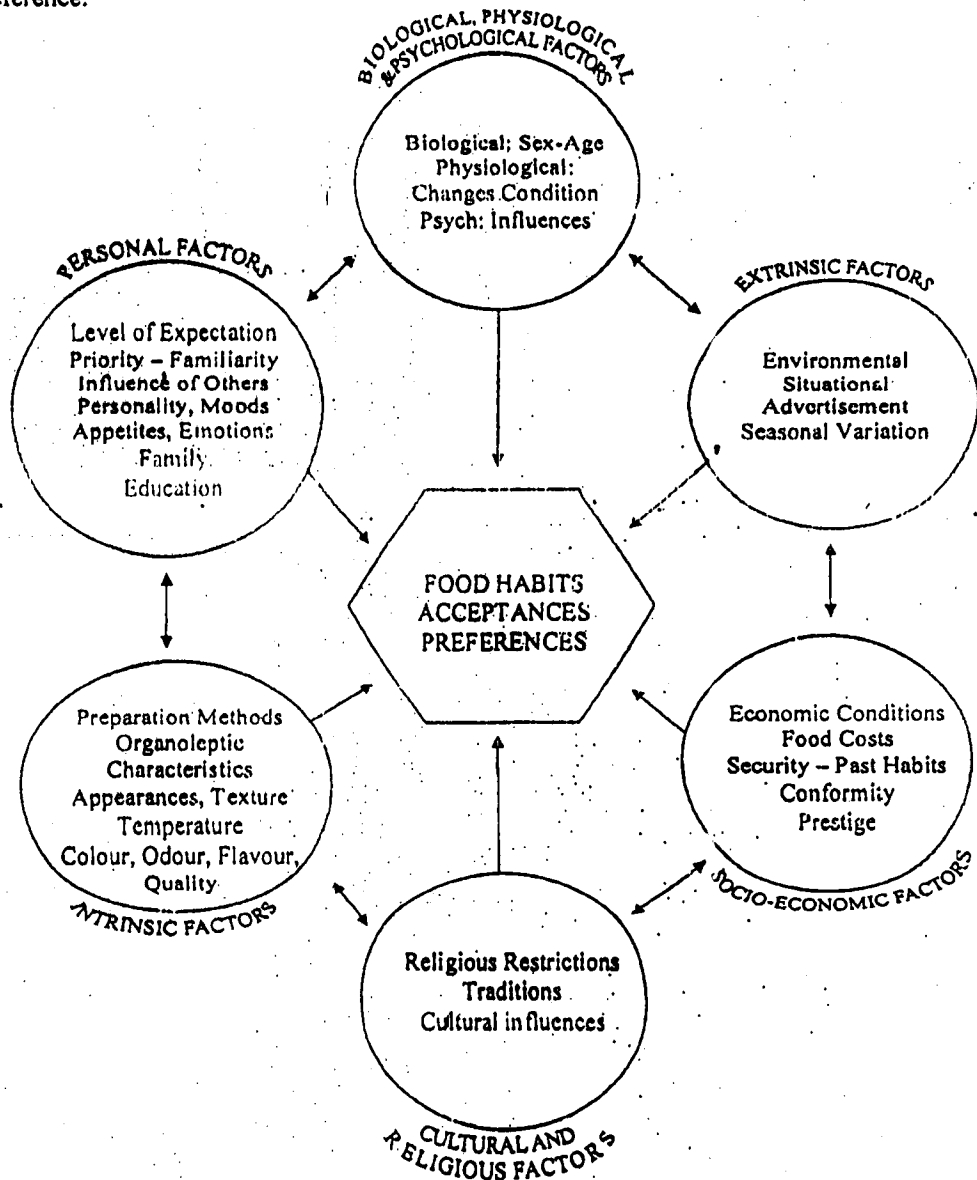 BIOLOGICAL, PHYSIOLOGICAL
& PSYCHOLOGICAL FACTORS
Biological; Sex-Age
Physiological:
Changes Condition
Psych: Influences
PERSONAL FACTORS
Level of Expectation
Priority – Familiarity
Influence of Others
Personality, Moods
Appetites, Emotions
Family
Education
EXTRINSIC FACTORS
Environmental
Situational
Advertisement
Seasonal Variation
FOOD HABITS
ACCEPTANCES
PREFERENCES
Preparation Methods
Organoleptic
Characteristics
Appearances, Texture
Temperature
Colour, Odour, Flavour,
Quality
INTRINSIC FACTORS
Economic Conditions
Food Costs
Security – Past Habits
Conformity
Prestige
SOCIO-ECONOMIC FACTORS
Religious Restrictions
Traditions
Cultural influences
CULTURAL AND
RELIGIOUS FACTORS